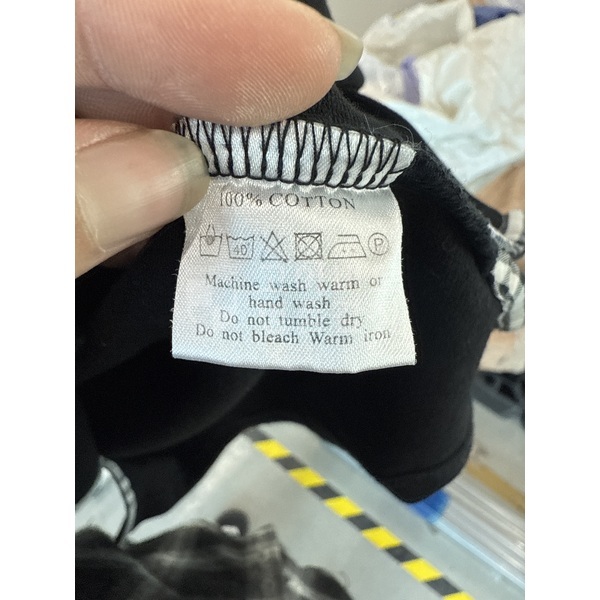 100% COTTON
40°
P
Machine wash warm or
hand wash
Do not tumble dry
Do not bleach Warm iron